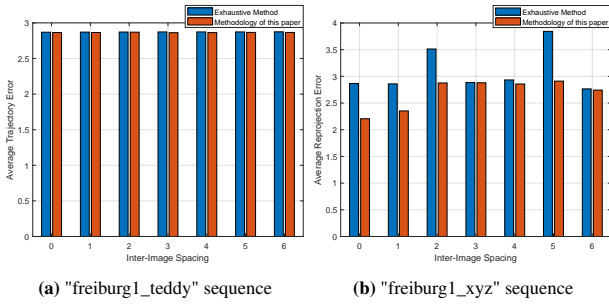 Exhaustive Method
Methodology of this paper
3
2.5
2
1.5
1
0.5
0
Average Trajectory Error
0 1 2 3 4 5 6
Inter-Image Spacing
(a) "freiburg1_teddy" sequence
Exhaustive Method
Methodology of this paper
4
3.5
3
2.5
2
1.5
1
0.5
0
Average Reprojection Error
0 1 2 3 4 5 6
Inter-Image Spacing
(b) "freiburg1_xyz" sequence